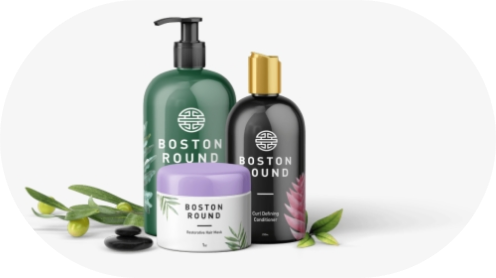 BOSTON
ROUND
BOSTON
ROUND
Curl Defining
Conditioner
BOSTON
ROUND
Restorative Hair Mask